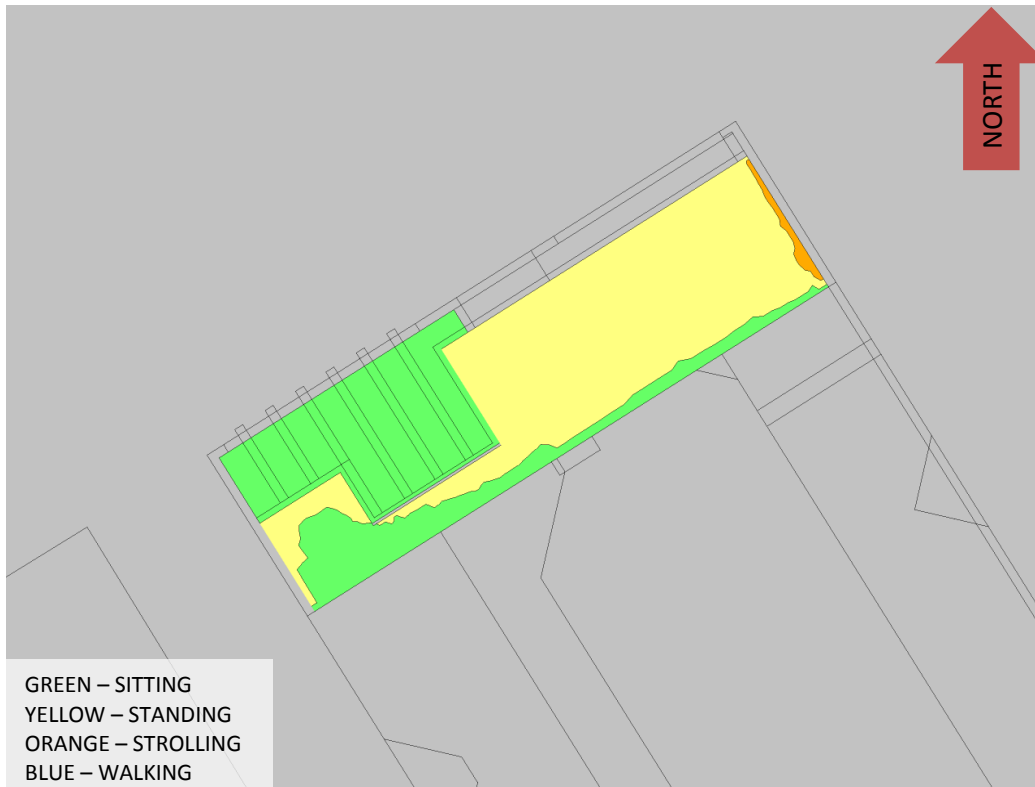 NORTH
GREEN – SITTING
YELLOW – STANDING
ORANGE – STROLLING
BLUE – WALKING